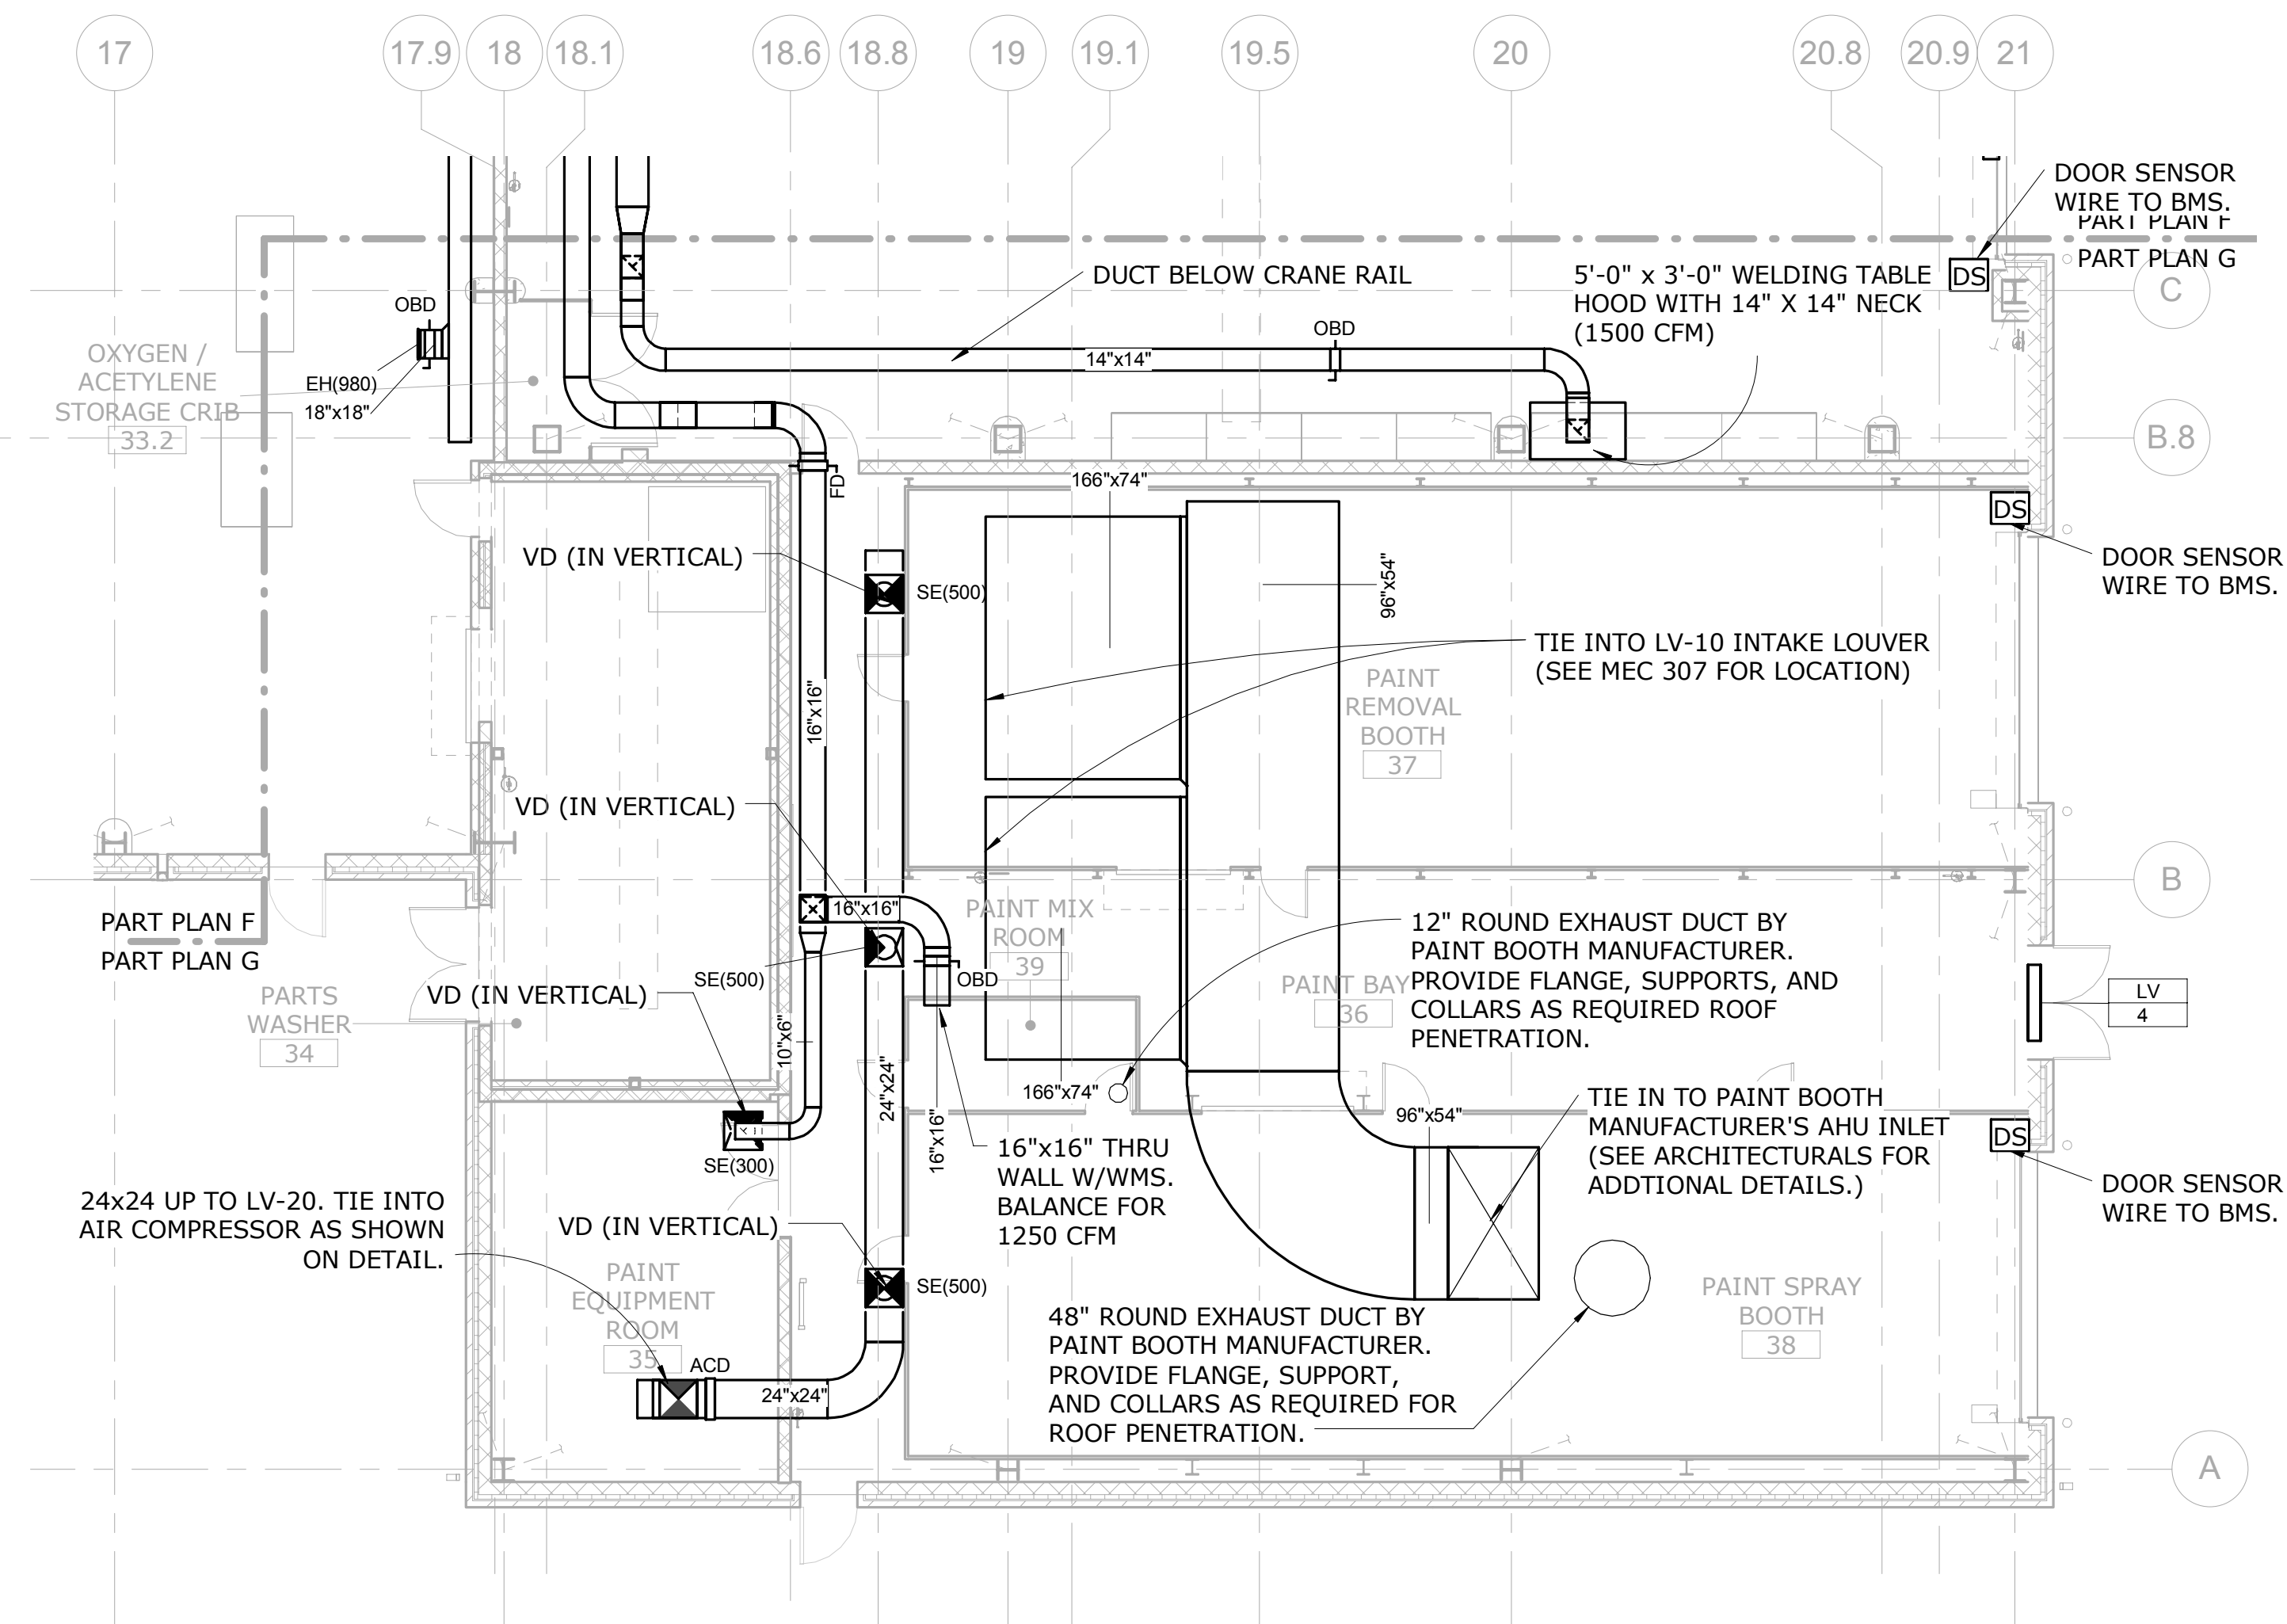 17
17.9
18
18.1
18.6
18.8
19
19.1
19.5
20
20.8
20.9
21
DOOR SENSOR
WIRE TO BMS.
PART PLAN F
PART PLAN G
DS
C
DUCT BELOW CRANE RAIL
5'-0" x 3'-0" WELDING TABLE
HOOD WITH 14" X 14" NECK
(1500 CFM)
OBD
OBD
14"x14"
OXYGEN /
ACETYLENE
STORAGE CRIB
33.2
EH(980)
18"x18"
B.8
FD
166"x74"
DS
DOOR SENSOR
WIRE TO BMS.
VD (IN VERTICAL)
SE(500)
96"x54"
TIE INTO LV-10 INTAKE LOUVER
(SEE MEC 307 FOR LOCATION)
PAINT
REMOVAL
BOOTH
37
16"x16"
VD (IN VERTICAL)
B
PART PLAN F
PART PLAN G
16"x16"
PAINT MIX
ROOM
39
12" ROUND EXHAUST DUCT BY
PAINT BOOTH MANUFACTURER.
PROVIDE FLANGE, SUPPORTS, AND
COLLARS AS REQUIRED ROOF
PENETRATION.
SE(500)
OBD
PAINT BAY
36
LV
4
PARTS
WASHER
34
VD (IN VERTICAL)
10"x6"
24"x24"
16"x16"
166"x74"
96"x54"
TIE IN TO PAINT BOOTH
MANUFACTURER'S AHU INLET
(SEE ARCHITECTURALS FOR
ADDTIONAL DETAILS.)
DS
DOOR SENSOR
WIRE TO BMS.
SE(300)
16"x16" THRU
WALL W/WMS.
BALANCE FOR
1250 CFM
24x24 UP TO LV-20. TIE INTO
AIR COMPRESSOR AS SHOWN
ON DETAIL.
VD (IN VERTICAL)
SE(500)
PAINT
EQUIPMENT
ROOM
35
ACD
24"x24"
48" ROUND EXHAUST DUCT BY
PAINT BOOTH MANUFACTURER.
PROVIDE FLANGE, SUPPORT,
AND COLLARS AS REQUIRED FOR
ROOF PENETRATION.
PAINT SPRAY
BOOTH
38
A